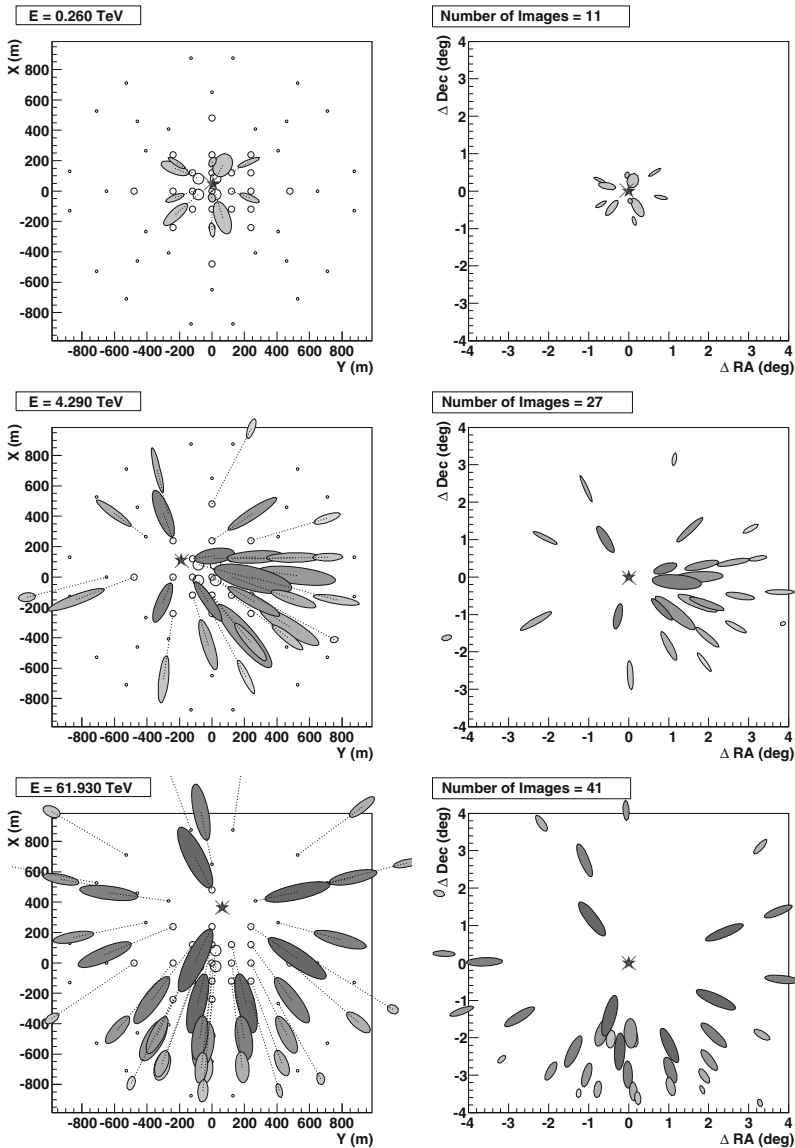 E = 0.260 TeV
Number of Images = 11
X (m)
800
600
400
200
0
-200
-400
-600
-800
-800 -600 -400 -200 0 200 400 600 800
Y (m)
Δ Dec (deg)
4
3
2
1
0
-1
-2
-3
-4
-4 -3 -2 -1 0 1 2 3 4
Δ RA (deg)
E = 4.290 TeV
Number of Images = 27
X (m)
800
600
400
200
0
-200
-400
-600
-800
-800 -600 -400 -200 0 200 400 600 800
Y (m)
Δ Dec (deg)
4
3
2
1
0
-1
-2
-3
-4
-4 -3 -2 -1 0 1 2 3 4
Δ RA (deg)
E = 61.930 TeV
Number of Images = 41
X (m)
800
600
400
200
0
-200
-400
-600
-800
-800 -600 -400 -200 0 200 400 600 800
Y (m)
Δ Dec (deg)
4
3
2
1
0
-1
-2
-3
-4
-4 -3 -2 -1 0 1 2 3 4
Δ RA (deg)